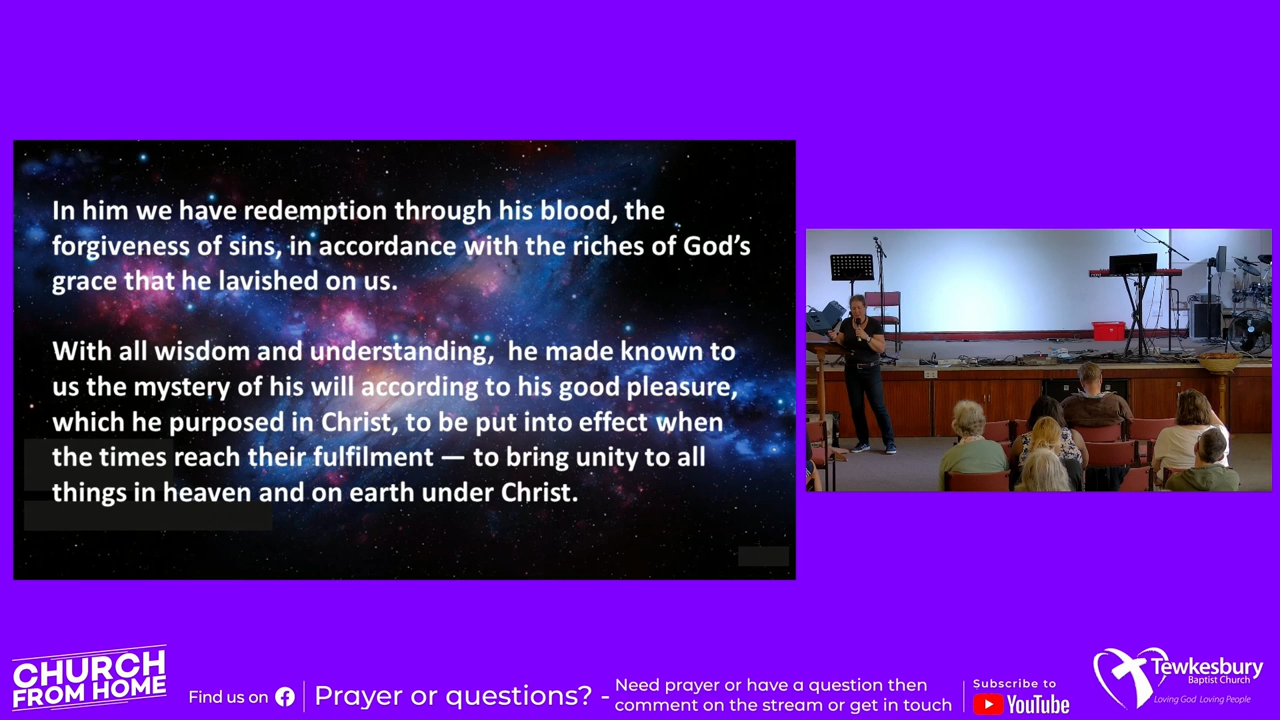 In him we have redemption through his blood, the
forgiveness of sins, in accordance with the riches of God’s
grace that he lavished on us.
With all wisdom and understanding,  he made known to
us the mystery of his will according to his good pleasure,
which he purposed in Christ, to be put into effect when
the times reach their fulfilment — to bring unity to all
things in heaven and on earth under Christ.
CHURCH
FROM HOME
Find us on
Prayer or questions? -
Need prayer or have a question then
comment on the stream or get in touch
Subscribe to
YouTube
Tewkesbury
Baptist Church
Loving God Loving People